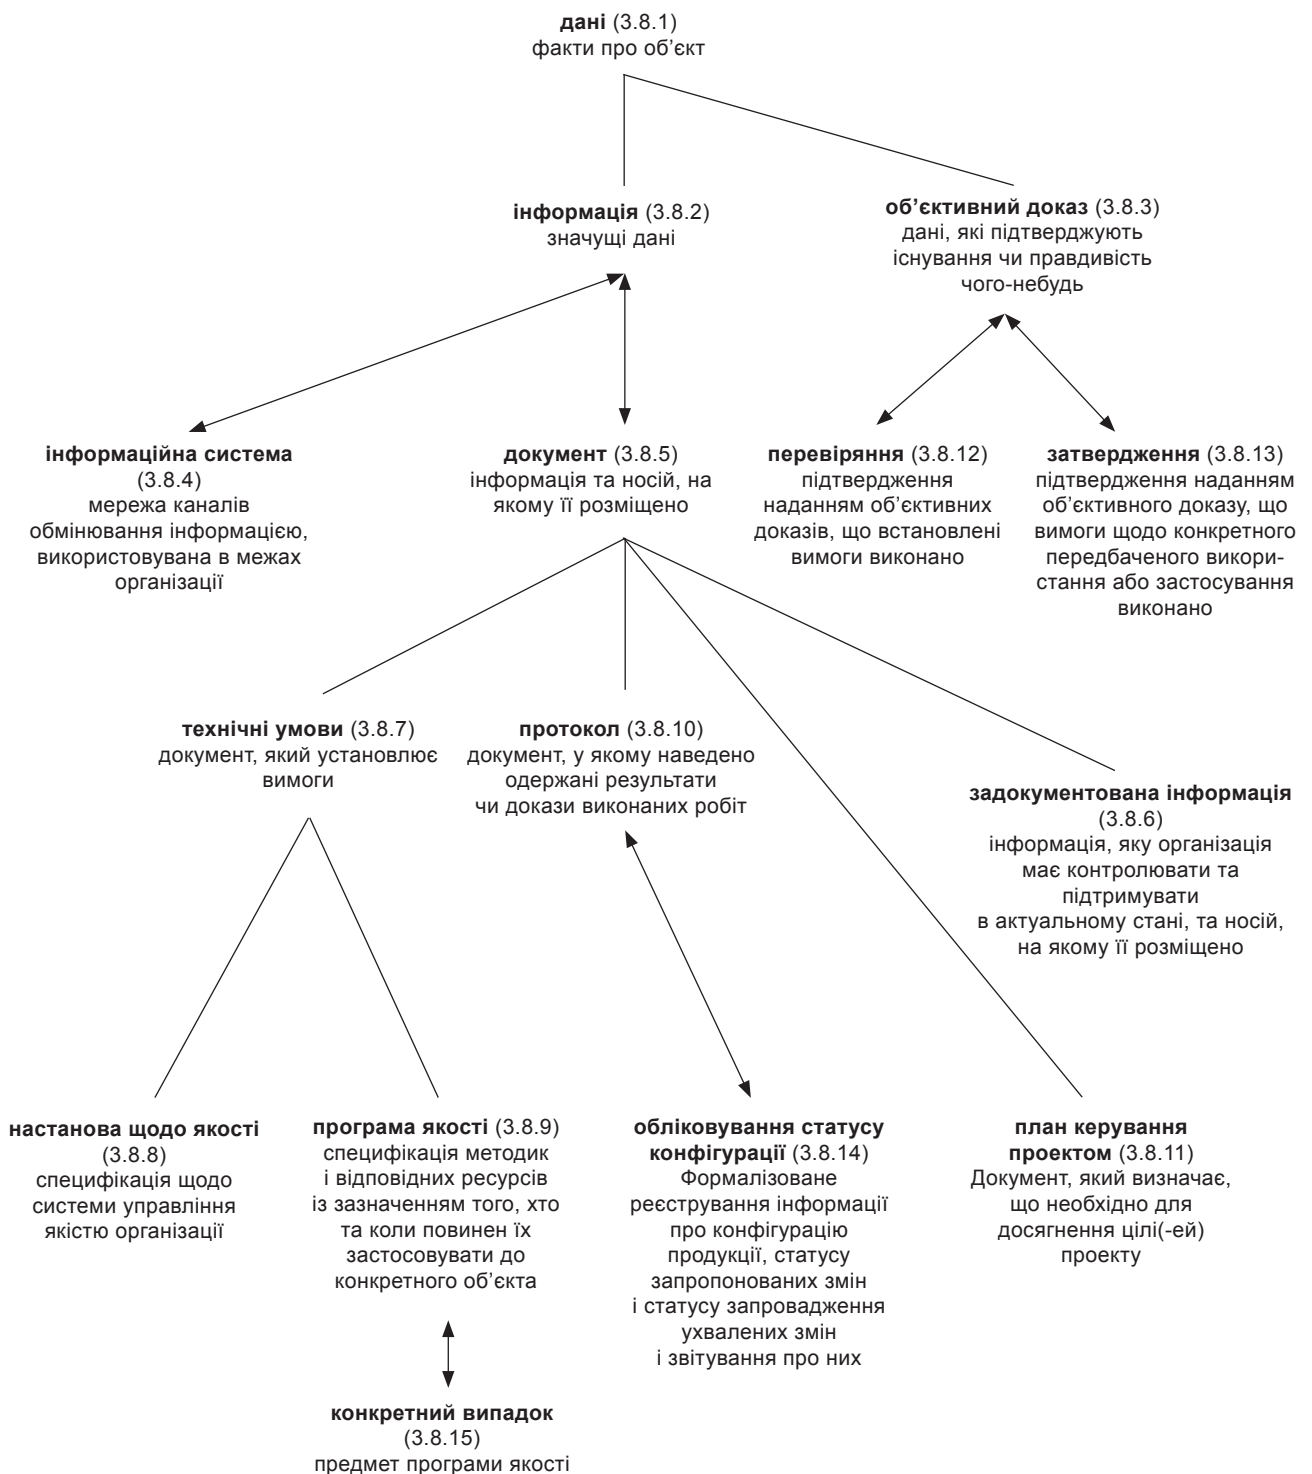 дані (3.8.1)
факти про об’єкт
інформація (3.8.2)
значущі дані
об’єктивний доказ (3.8.3)
дані, які підтверджують
існування чи правдивість
чого-небудь
інформаційна система
(3.8.4)
мережа каналів
обмінювання інформацією,
використовувана в межах
організації
документ (3.8.5)
інформація та носій, на
якому її розміщено
перевіряння (3.8.12)
підтвердження
наданням об’єктивних
доказів, що встановлені
вимоги виконано
затвердження (3.8.13)
підтвердження наданням
об’єктивного доказу, що
вимоги щодо конкретного
передбаченого викори-
стання або застосування
виконано
технічні умови (3.8.7)
документ, який установлює
вимоги
протокол (3.8.10)
документ, у якому наведено
одержані результати
чи докази виконаних робіт
задокументована інформація
(3.8.6)
інформація, яку організація
має контролювати та
підтримувати
в актуальному стані, та носій,
на якому її розміщено
настанова щодо якості
(3.8.8)
специфікація щодо
системи управління
якістю організації
програма якості (3.8.9)
специфікація методик
і відповідних ресурсів
із зазначенням того, хто
та коли повинен їх
застосовувати до
конкретного об’єкта
обліковування статусу
конфігурації (3.8.14)
Формалізоване
реєстрування інформації
про конфігурацію
продукції, статусу
запропонованих змін
і статусу запровадження
ухвалених змін
і звітування про них
план керування
проектом (3.8.11)
Документ, який визначає,
що необхідно для
досягнення цілі(-ей)
проекту
конкретний випадок
(3.8.15)
предмет програми якості